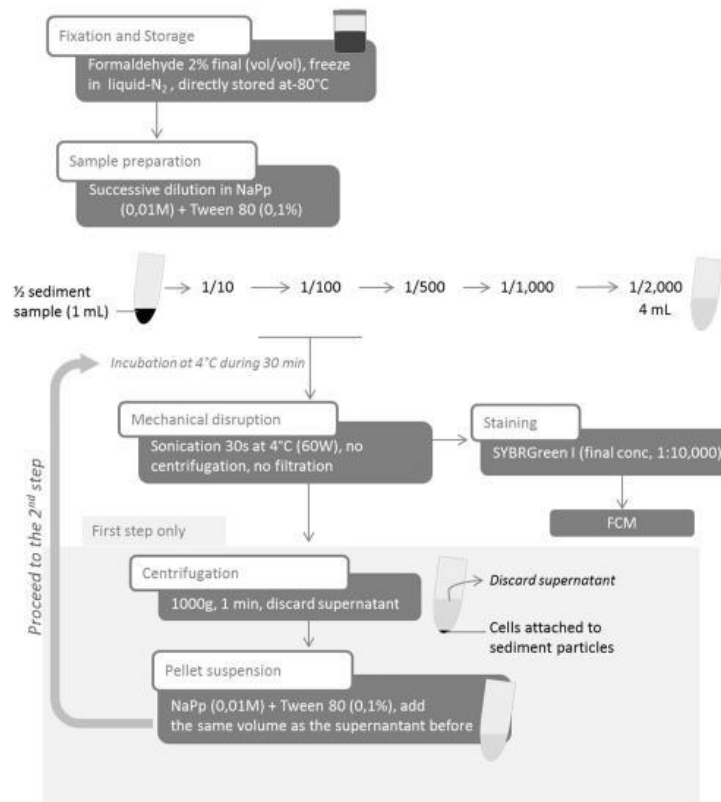 Fixation and Storage
Formaldehyde 2% final (vol/vol), freeze
in liquid-N₂ , directly stored at-80°C
Sample preparation
Successive dilution in NaPp
(0,01M) + Tween 80 (0,1%)
½ sediment
sample (1 mL)
1/10
1/100
1/500
1/1,000
1/2,000
4 mL
Incubation at 4°C during 30 min
Mechanical disruption
Sonication 30s at 4°C (60W), no
centrifugation, no filtration
Staining
SYBRGreen I (final conc, 1:10,000)
FCM
Proceed to the 2nd step
First step only
Centrifugation
1000g, 1 min, discard supernatant
Discard supernatant
Cells attached to
sediment particles
Pellet suspension
NaPp (0,01M) + Tween 80 (0,1%), add
the same volume as the supernantant before